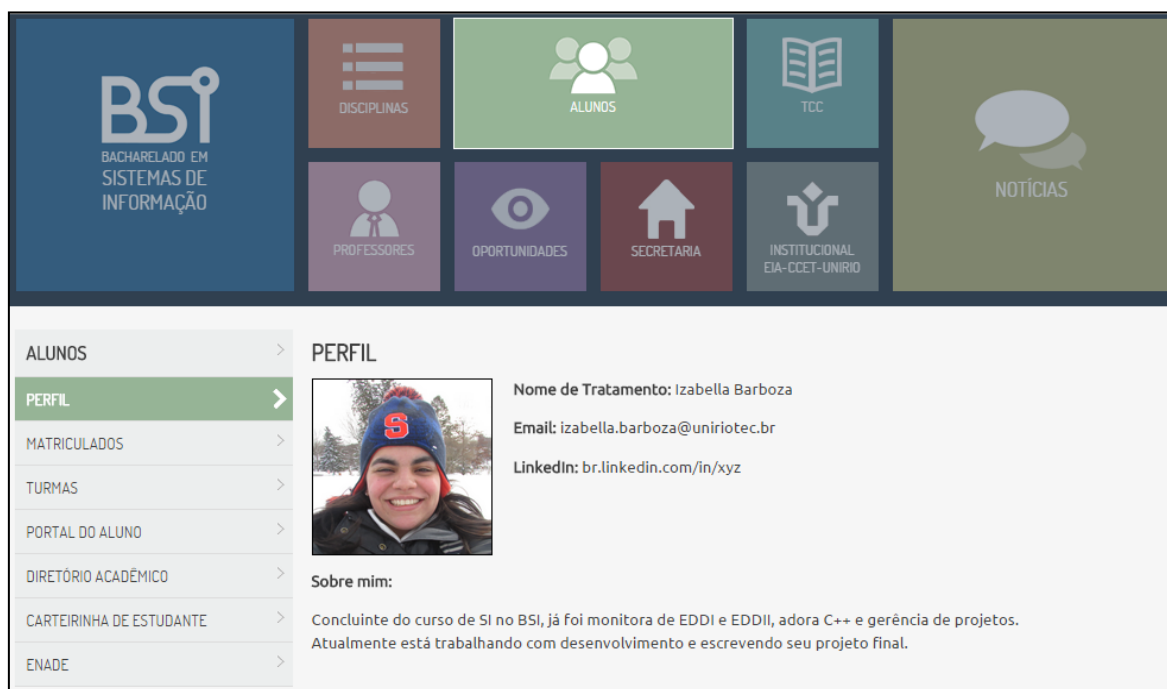 BSI
BACHARELADO EM
SISTEMAS DE
INFORMAÇÃO
DISCIPLINAS
ALUNOS
TCC
NOTÍCIAS
PROFESSORES
OPORTUNIDADES
SECRETARIA
INSTITUCIONAL
EIA-CCET-UNIRIO
ALUNOS
PERFIL
MATRICULADOS
TURMAS
PORTAL DO ALUNO
DIRETÓRIO ACADÊMICO
CARTEIRINHA DE ESTUDANTE
ENADE
PERFIL
S
Nome de Tratamento: Izabella Barboza
Email: izabella.barboza@uniriotec.br
LinkedIn: br.linkedin.com/in/xyz
Sobre mim:
Concluinte do curso de SI no BSI, já foi monitora de EDDI e EDDII, adora C++ e gerência de projetos.
Atualmente está trabalhando com desenvolvimento e escrevendo seu projeto final.